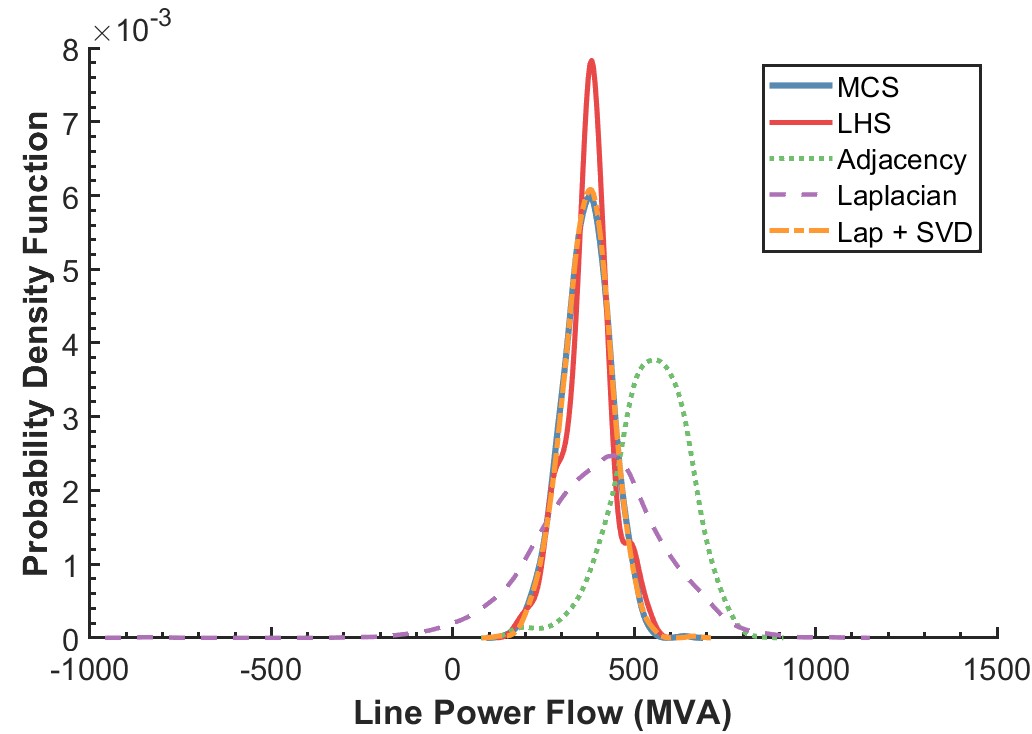 ×10-3
8
7
6
5
4
3
2
1
0
Probability Density Function
-1000 -500 0 500 1000 1500
Line Power Flow (MVA)
MCS
LHS
Adjacency
Laplacian
Lap + SVD